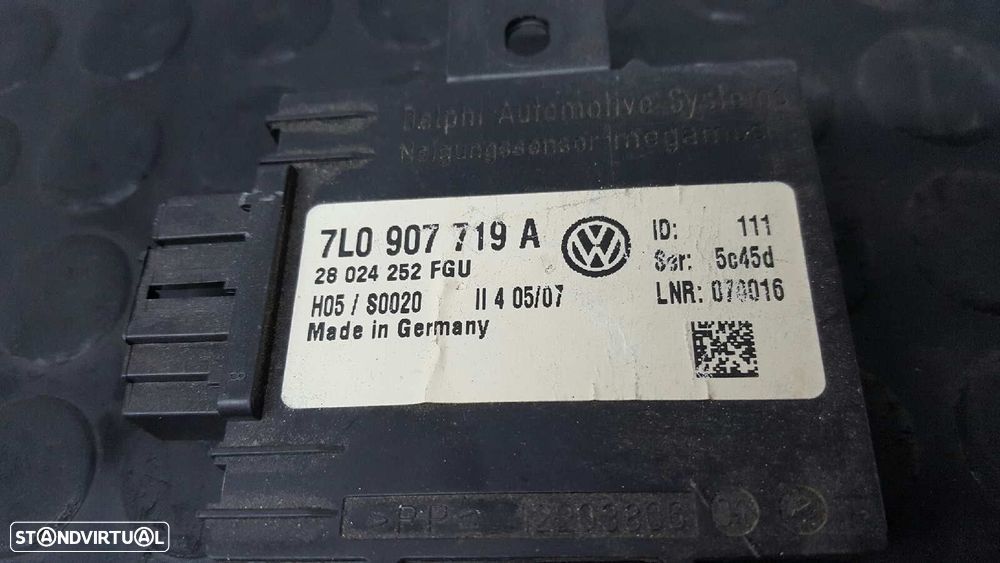 Delphi Automotive Systems
Neigungssensor
7L0 907 719 A
28 024 252 FGU
H05 / S0020 II 4 05/07
Made in Germany
VW
ID: 111
Ser: 5c45d
LNR: 070016
STANDVIRTUAL